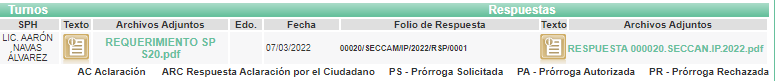 Turnos Respuestas
SPH Texto Archivos Adjuntos Edo. Fecha Folio de Respuesta Texto Archivos Adjuntos
LIC. AARÓN
NAVAS
ÁLVAREZ
REQUERIMIENTO SP
S20.pdf
07/03/2022
00020/SECCAM/IP/2022/RSP/0001
RESPUESTA 000020.SECCAN.IP.2022.pdf
AC Aclaración ARC Respuesta Aclaración por el Ciudadano PS - Prórroga Solicitada PA - Prórroga Autorizada PR - Prórroga Rechazada